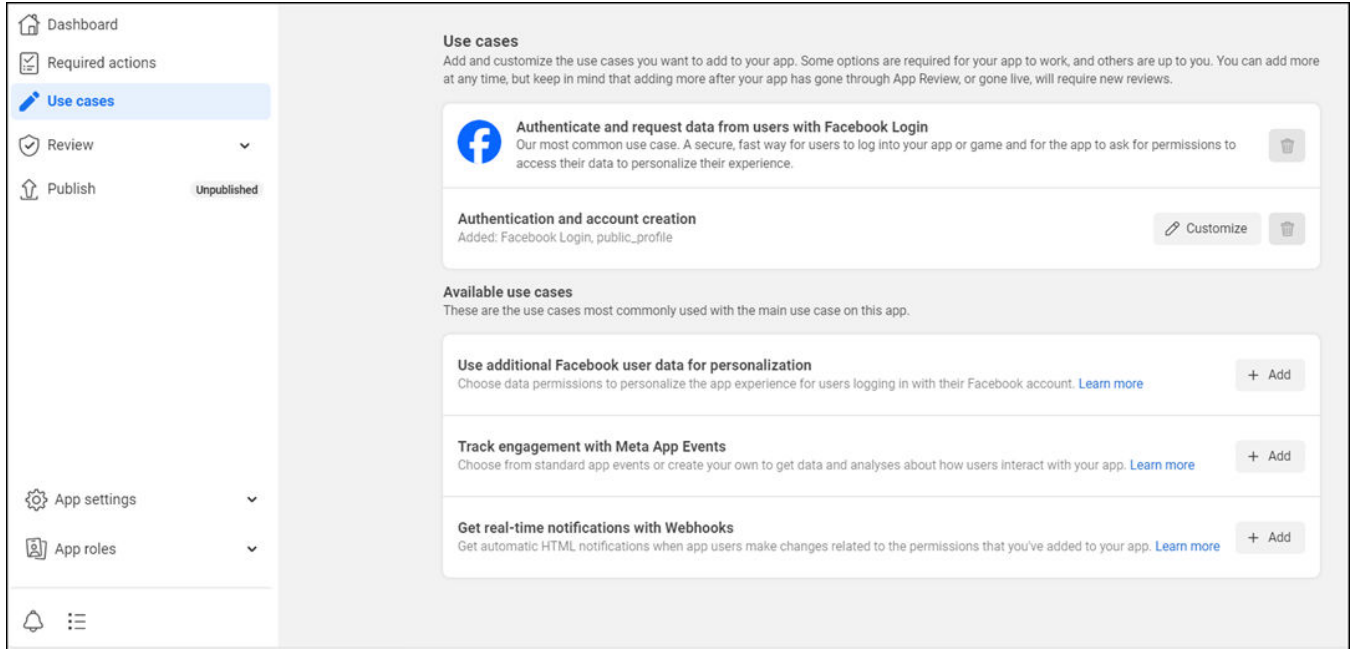 Dashboard
Required actions
Use cases
Review
Publish
Unpublished
App settings
App roles
Use cases
Add and customize the use cases you want to add to your app. Some options are required for your app to work, and others are up to you. You can add more
at any time, but keep in mind that adding more after your app has gone through App Review, or gone live, will require new reviews.
Authenticate and request data from users with Facebook Login
Our most common use case. A secure, fast way for users to log into your app or game and for the app to ask for permissions to
access their data to personalize their experience.
Authentication and account creation
Added: Facebook Login, public_profile
Customize
Available use cases
These are the use cases most commonly used with the main use case on this app.
Use additional Facebook user data for personalization
Choose data permissions to personalize the app experience for users logging in with their Facebook account. Learn more
+ Add
Track engagement with Meta App Events
Choose from standard app events or create your own to get data and analyses about how users interact with your app. Learn more
+ Add
Get real-time notifications with Webhooks
Get automatic HTML notifications when app users make changes related to the permissions that you've added to your app. Learn more
+ Add